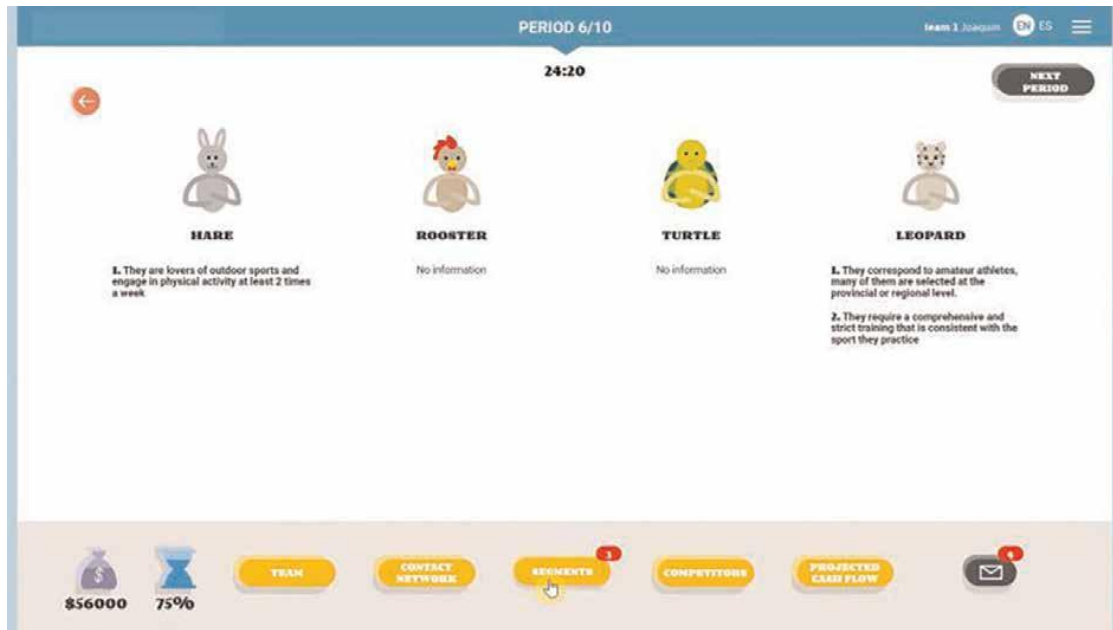 PERIOD 6/10
team 1 Joaquin
EN ES
24:20
NEXT
PERIOD
HARE
ROOSTER
TURTLE
LEOPARD
1. They are lovers of outdoor sports and
engage in physical activity at least 2 times
a week
No information
No information
1. They correspond to amateur athletes,
many of them are selected at the
provincial or regional level.
2. They require a comprehensive and
strict training that is consistent with the
sport they practice
$56000
75%
TEAM
CONTACT
NETWORK
SEGMENTS
3
COMPETITORS
PROJECTED
CASH FLOW
4